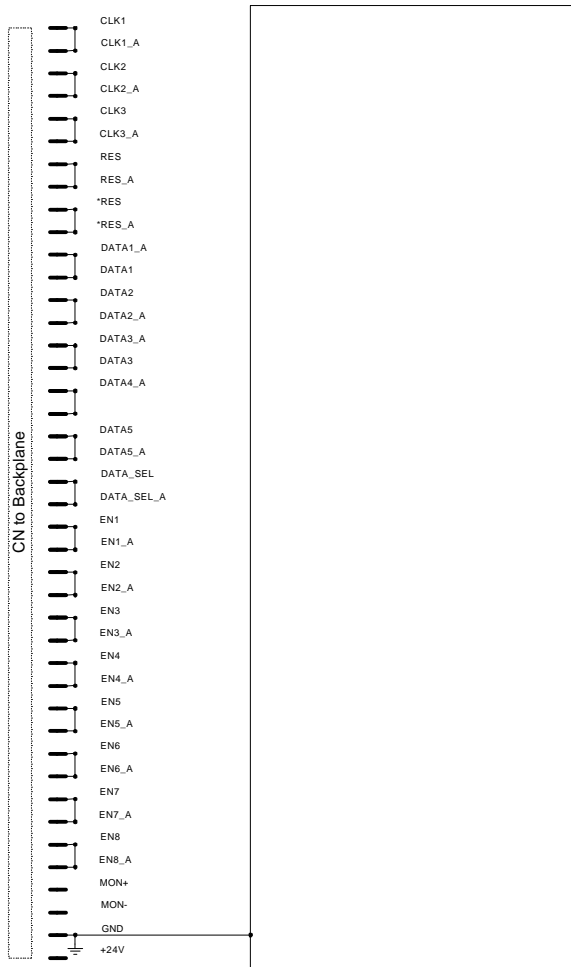 CLK1
CLK1_A
CLK2
CLK2_A
CLK3
CLK3_A
RES
RES_A
*RES
*RES_A
DATA1_A
DATA1
DATA2
DATA2_A
DATA3_A
DATA3
DATA4_A
DATA5
DATA5_A
DATA_SEL
DATA_SEL_A
EN1
EN1_A
EN2
EN2_A
EN3
EN3_A
EN4
EN4_A
EN5
EN5_A
EN6
EN6_A
EN7
EN7_A
EN8
EN8_A
MON+
MON-
GND
+24V
CN to Backplane